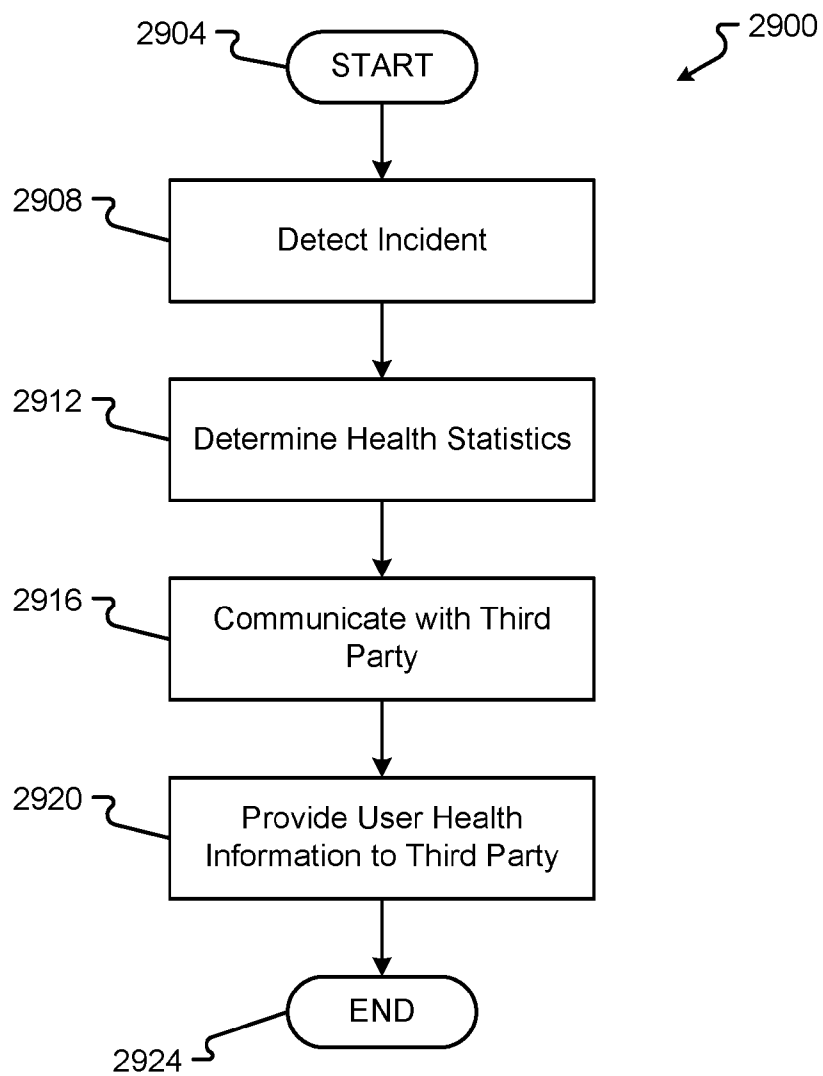 2904
START
2900
2908
Detect Incident
2912
Determine Health Statistics
2916
Communicate with Third
Party
2920
Provide User Health
Information to Third Party
END
2924